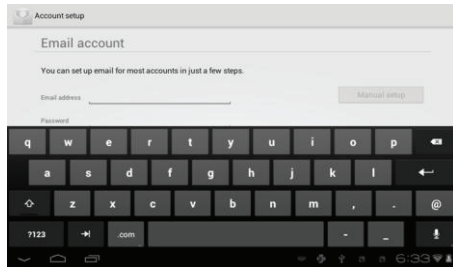 Account setup
Email account
You can set up email for most accounts in just a few steps.
Email address
Manual setup
Password
q w e r t y u i o p
a s d f g h j k l
z x c v b n m , . @
?123 .com - _
6:33